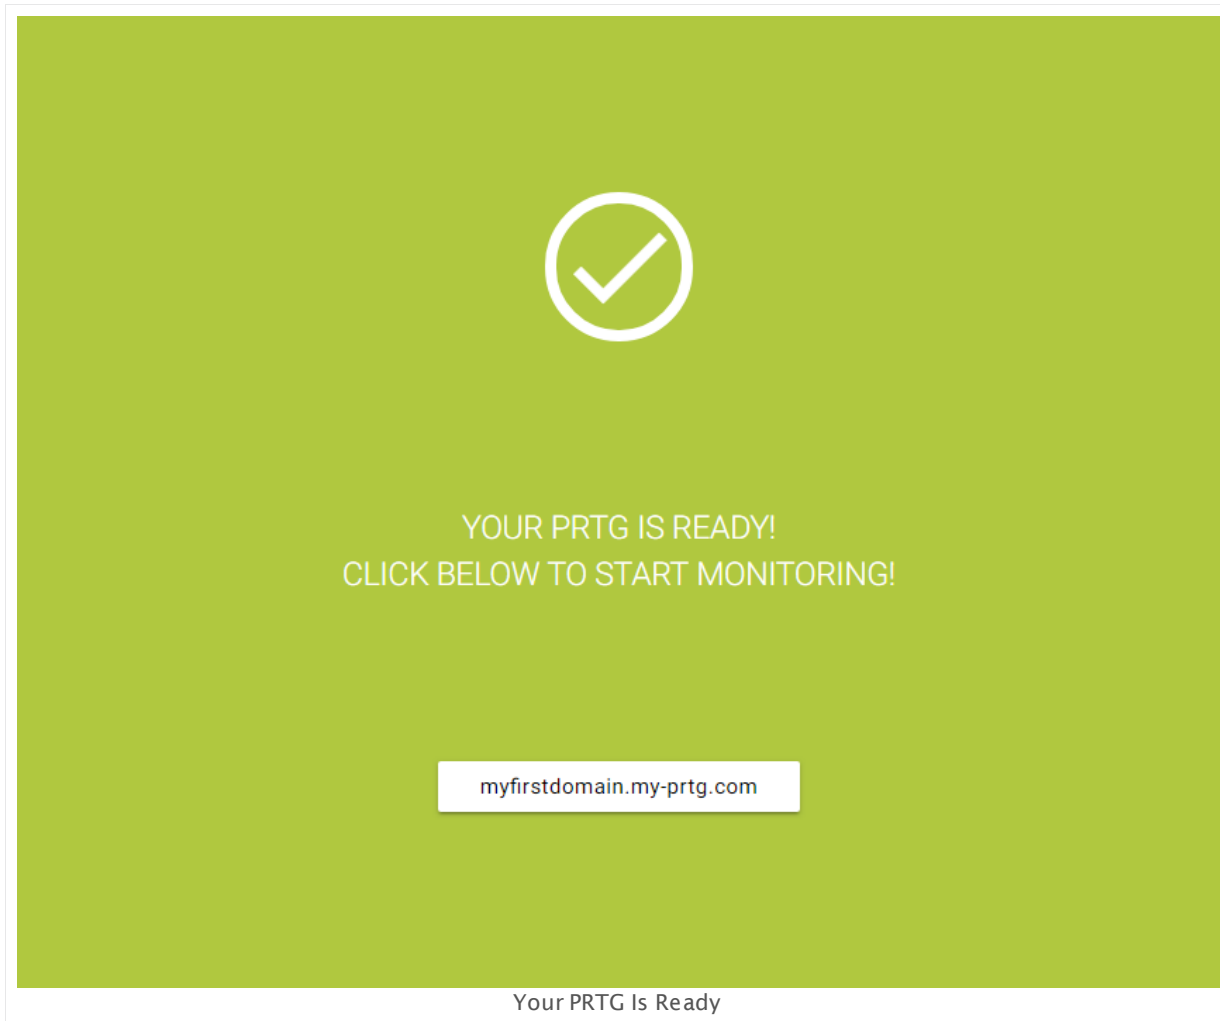 YOUR PRTG IS READY!
CLICK BELOW TO START MONITORING!
myfirstdomain.my-prtg.com
Your PRTG Is Ready